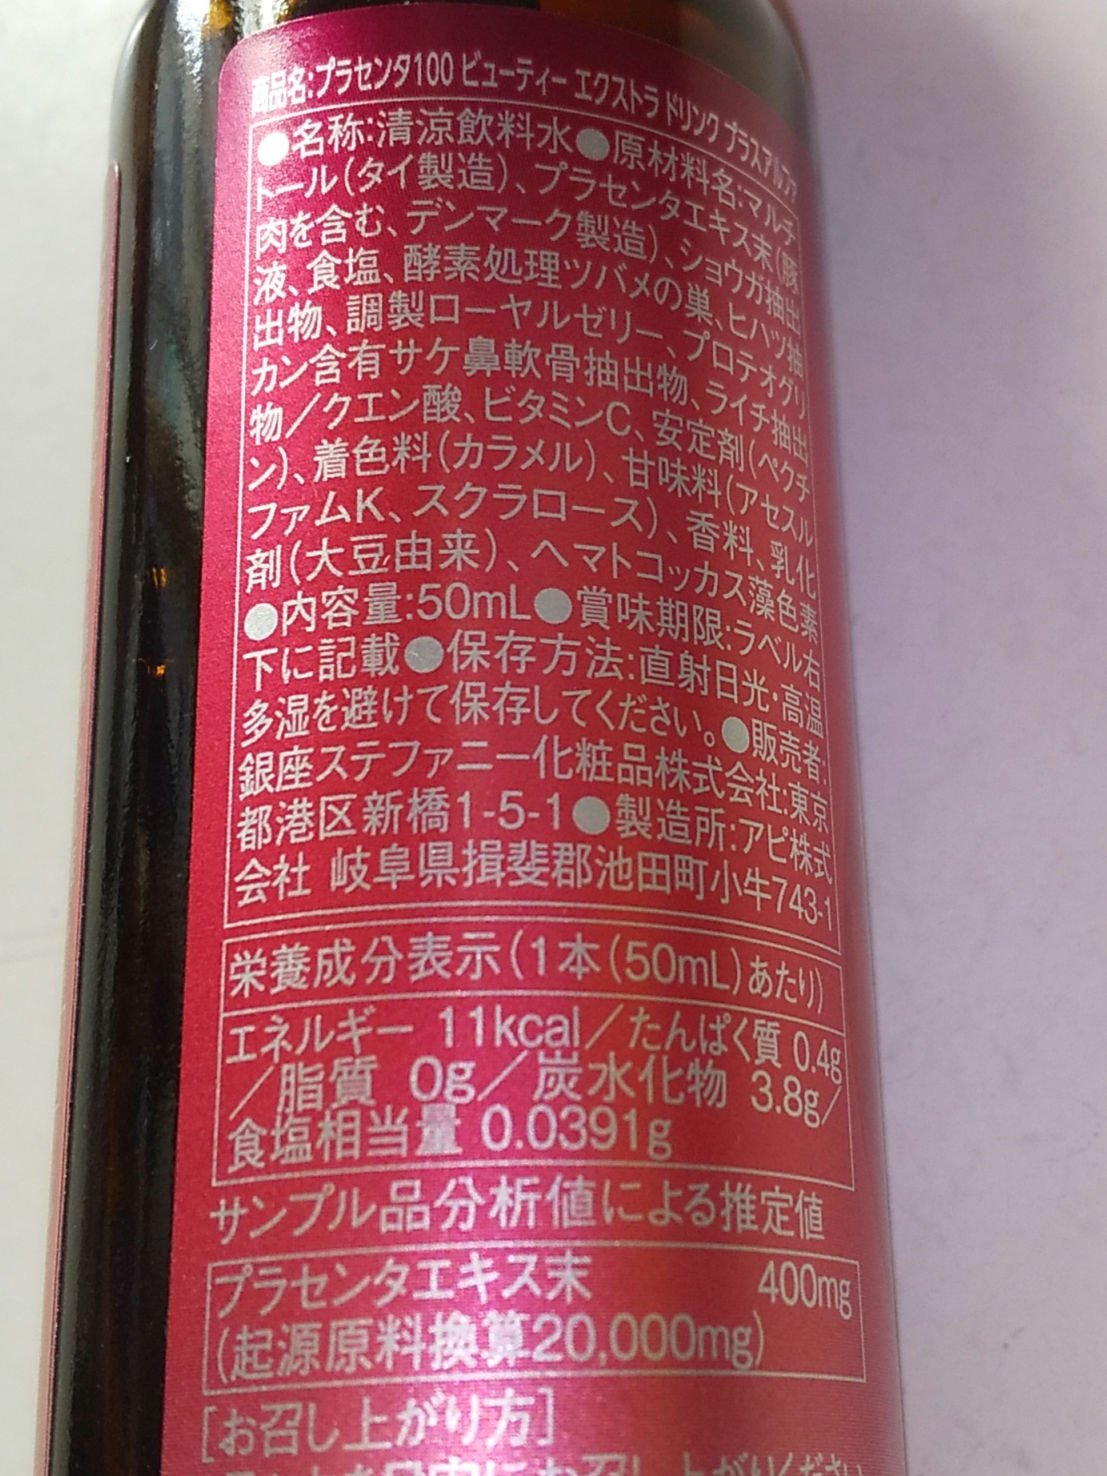 商品名:プラセンタ100 ビューティー エクストラ ドリンク プラスアルファ
●名称:清涼飲料水●原材料名:マルチ
トール(タイ製造)、プラセンタエキス末(豚
肉を含む、デンマーク製造)、ショウガ抽出
液、食塩、酵素処理ツバメの巣、ヒハツ抽
出物、調製ローヤルゼリー、プロテオグリ
カン含有サケ鼻軟骨抽出物、ライチ抽出
物/クエン酸、ビタミンC、安定剤(ペクチ
ン)、着色料(カラメル)、甘味料(アセスル
ファムK、スクラロース)、香料、乳化
剤(大豆由来)、ヘマトコッカス藻色素
●内容量:50mL●賞味期限:ラベル右
下に記載●保存方法:直射日光・高温
多湿を避けて保存してください。●販売者:
銀座ステファニー化粧品株式会社:東京
都港区新橋1-5-1●製造所:アピ株式
会社 岐阜県揖斐郡池田町小牛743-1
栄養成分表示(1本(50mL)あたり)
エネルギー 11kcal/たんぱく質 0.4g
/脂質 0g/炭水化物 3.8g/
食塩相当量 0.0391g
サンプル品分析値による推定値
プラセンタエキス末 400mg
(起源原料換算20,000mg)
[お召し上がり方]